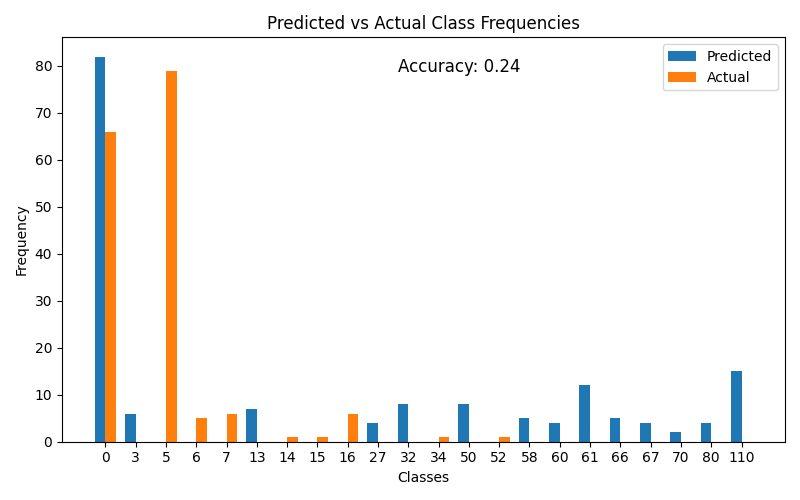 Predicted vs Actual Class Frequencies
Accuracy: 0.24
Predicted
Actual
Frequency
80
70
60
50
40
30
20
10
0
0 3 5 6 7 13 14 15 16 27 32 34 50 52 58 60 61 66 67 70 80 110
Classes